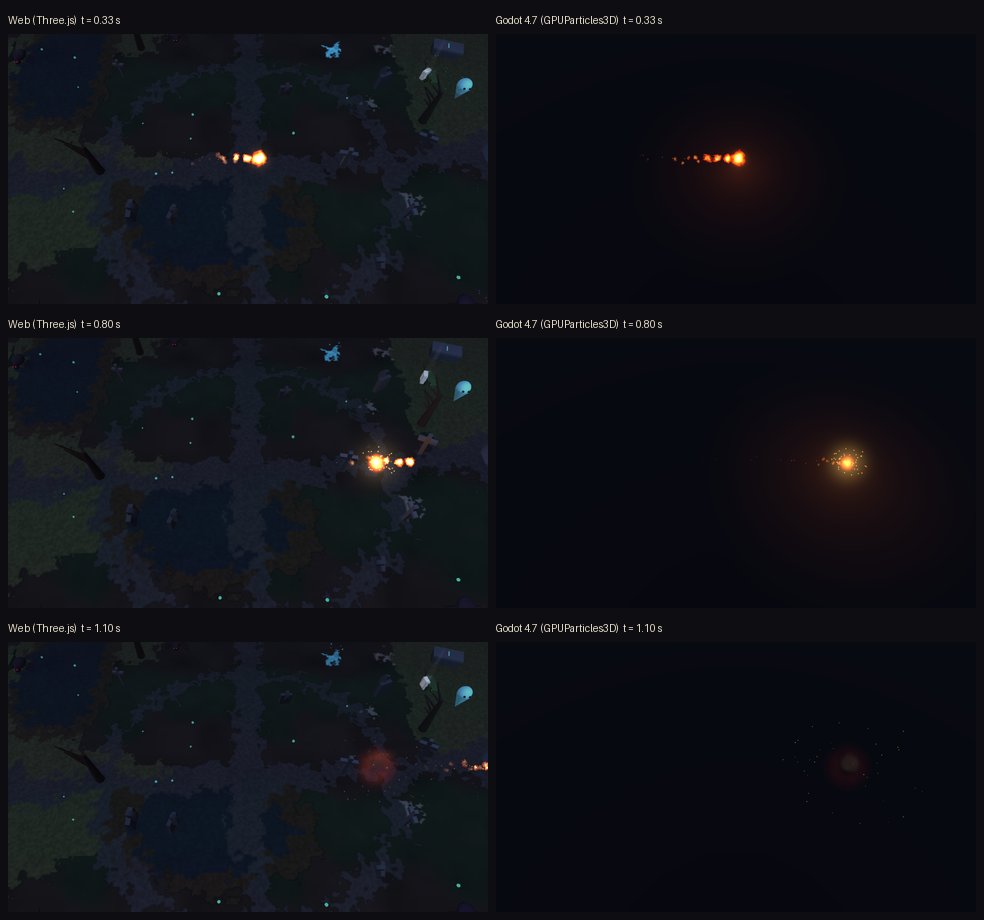 Web (Three.js) t = 0.33 s
Godot 4.7 (GPUParticles3D) t = 0.33 s
Web (Three.js) t = 0.80 s
Godot 4.7 (GPUParticles3D) t = 0.80 s
Web (Three.js) t = 1.10 s
Godot 4.7 (GPUParticles3D) t = 1.10 s